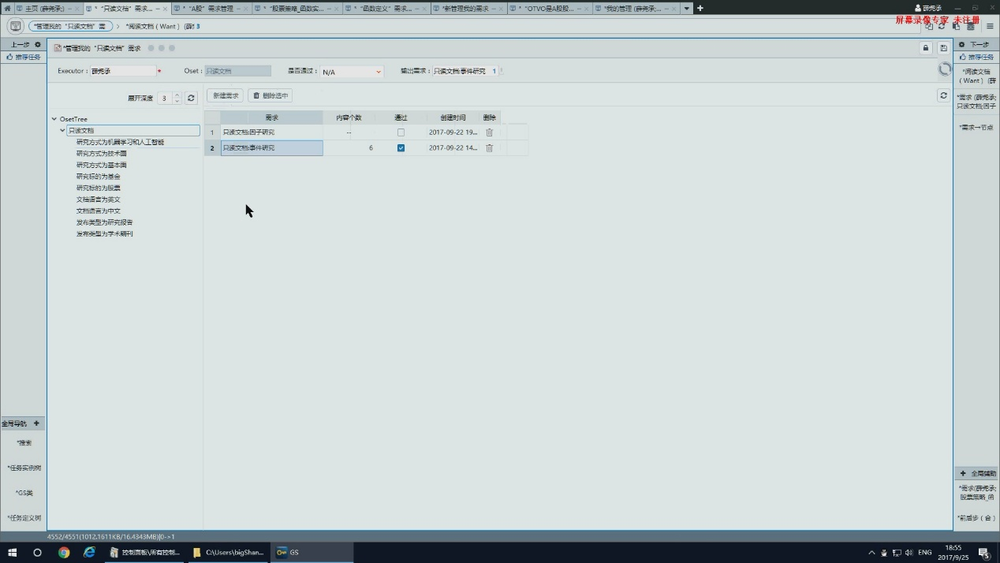 主页 (薛尧承;)
* "只读文档" 需求...
* "A股" 需求管理
* "股票策略_函数实...
* "函数定义" 需求...
*新管理我的需求
* "OTVO是A股股...
*我的管理 (薛尧承;...
薛尧承
屏幕录像专家 未注册
*管理我的 "只读文档" 需
*阅读文档 ( Want )
3
上一步
推荐任务
*管理我的 "只读文档" 需求
下一步
推荐任务
Executor : 薛尧承 * Oset : 只读文档 是否通过 : N/A 输出需求 : 只读文档;事件研究 1
*阅读文档
( Want ) (薛
*需求 (薛尧承;
只读文档;因子
*需求→节点
展开深度 3
新建需求 删除选中
OsetTree
只读文档
研究方式为机器学习和人工智能
研究方式为技术面
研究方式为基本面
研究标的为基金
研究标的为股票
文档语言为英文
文档语言为中文
发布类型为研究报告
发布类型为学术期刊
需求 内容个数 通过 创建时间 删除
1 只读文档;因子研究 -- 2017-09-22 19...
2 只读文档;事件研究 6 2017-09-22 14...
全局导航 +
*搜索
*任务实例树
*GS类
*任务定义树
+ 全局辅助
*需求(薛尧承;
股票策略_函
*前后步 ( 合 )
4552/4551(1012.1611KB/16.4343MB)|0->1
控制面板\所有控制...
C:\Users\bigShan...
GS
ENG
18:55
2017/9/25
5